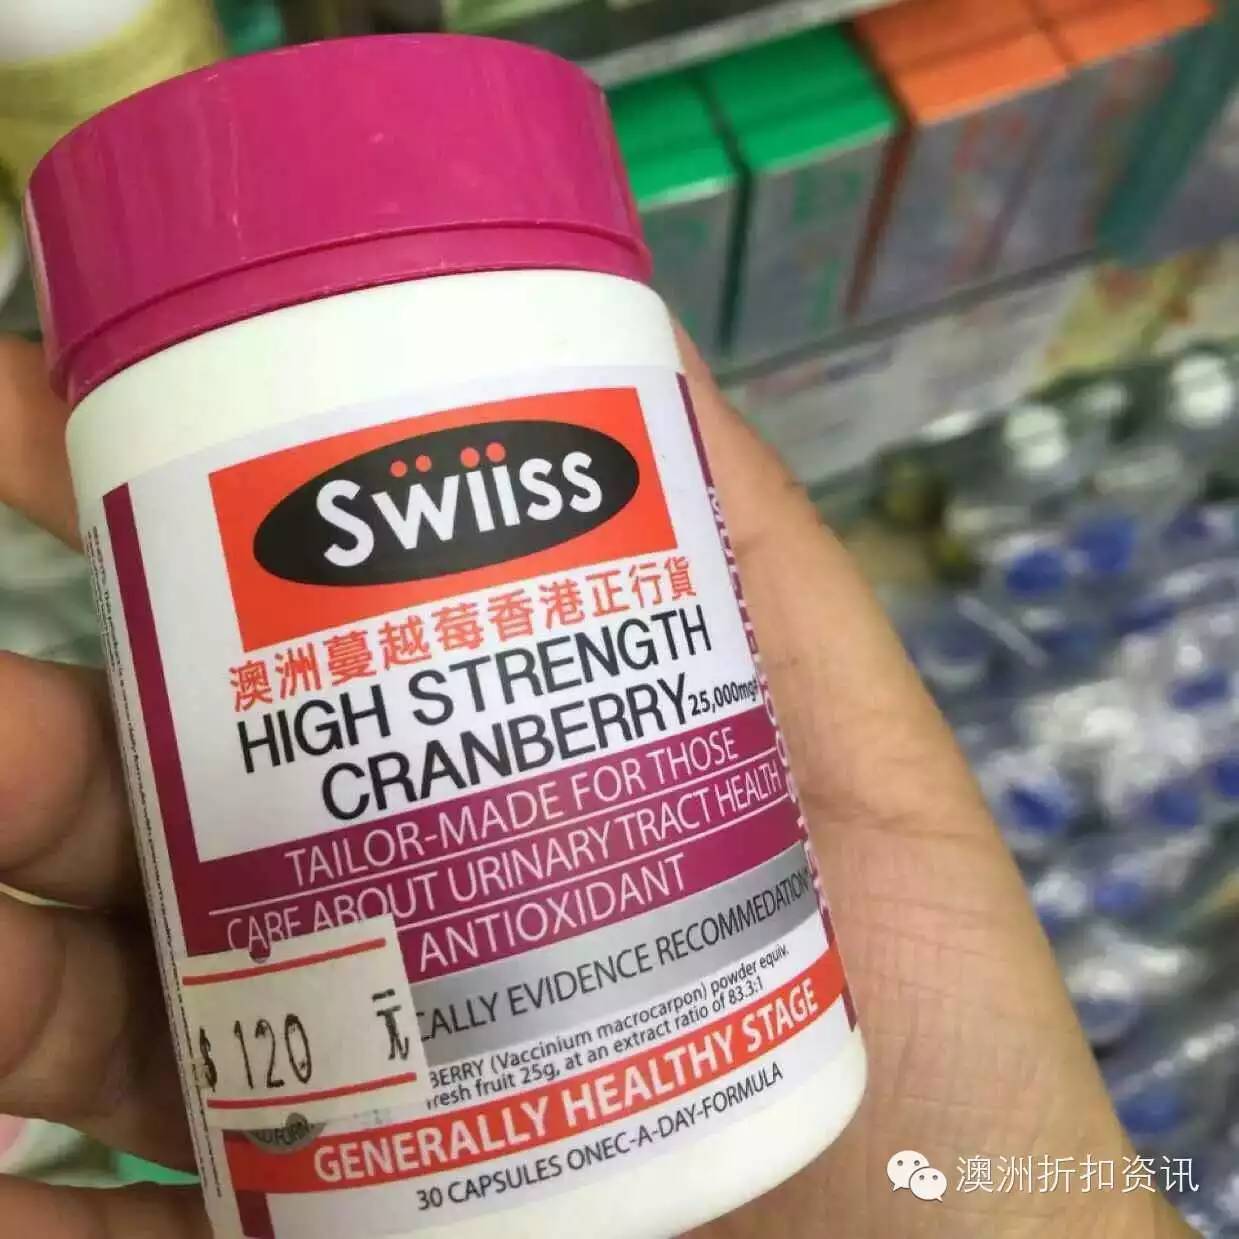 Swiiss
澳洲蔓越莓香港正行貨
HIGH STRENGTH
CRANBERRY 25,000mg
TAILOR-MADE FOR THOSE
CARE ABOUT URINARY TRACT HEALTH
ANTIOXIDANT
CALLY EVIDENCE RECOMMEDATION
BERRY (Vaccinium macrocarpon) powder equiv.
resh fruit 25g, at an extract ratio of 83.3:1
GENERALLY HEALTHY STAGE
30 CAPSULES ONEC-A-DAY-FORMULA
$ 120 元
澳洲折扣资讯